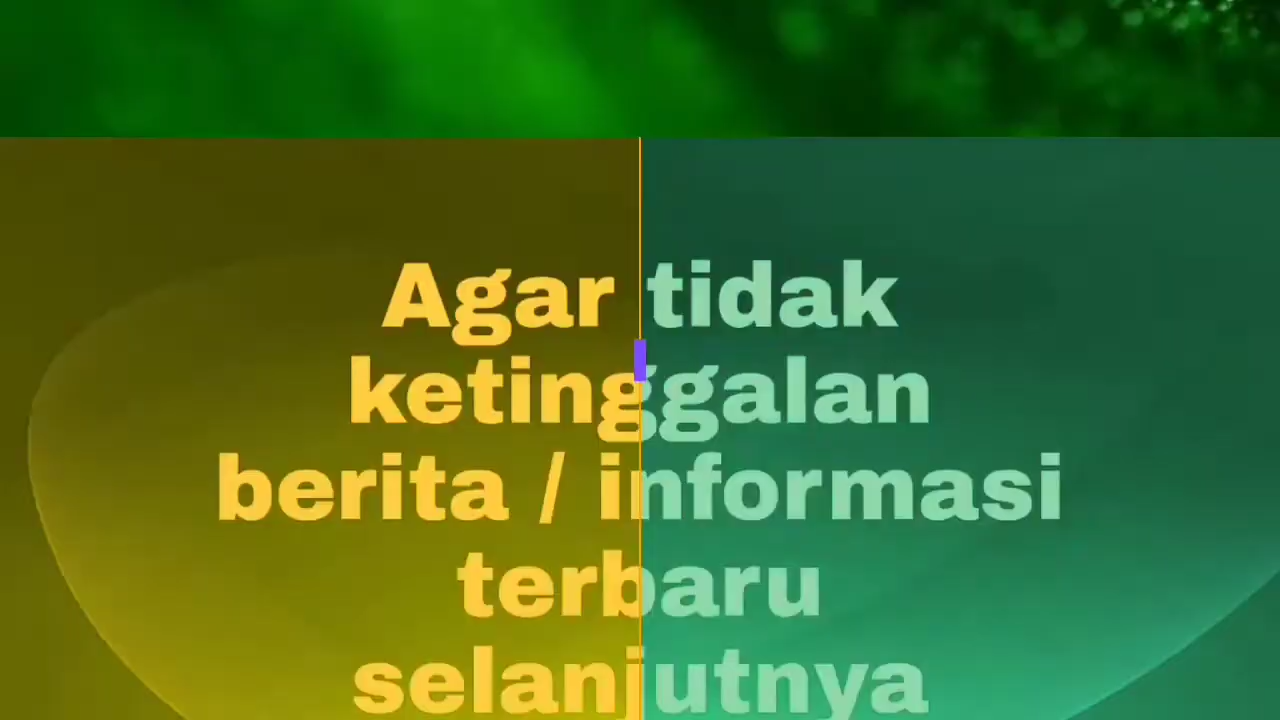 Agar tidak
ketinggalan
berita / informasi
terbaru
selanjutnya